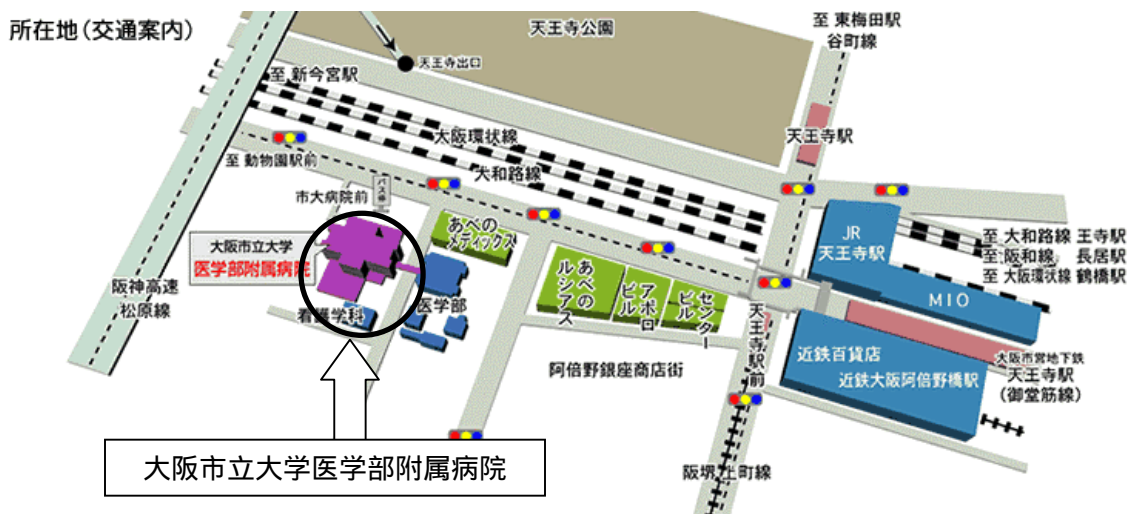 所在地(交通案内)
天王寺公園
至 東梅田駅
谷町線
天王寺出口
至 新今宮駅
大阪環状線
天王寺駅
至 動物園駅前
大和路線
バス停
市大病院前
大阪市立大学
医学部附属病院
あべの
メディックス
JR
天王寺駅
至 大和路線 王寺駅
至 阪和線 長居駅
至 大阪環状線 鶴橋駅
阪神高速
松原線
看護学科
医学部
あべの
ルシアス
アポロ
ビル
センター
ビル
天王寺駅前
MIO
近鉄百貨店
近鉄大阪阿倍野橋駅
大阪市営地下鉄
天王寺駅
(御堂筋線)
阿倍野銀座商店街
阪堺 上町線
大阪市立大学医学部附属病院